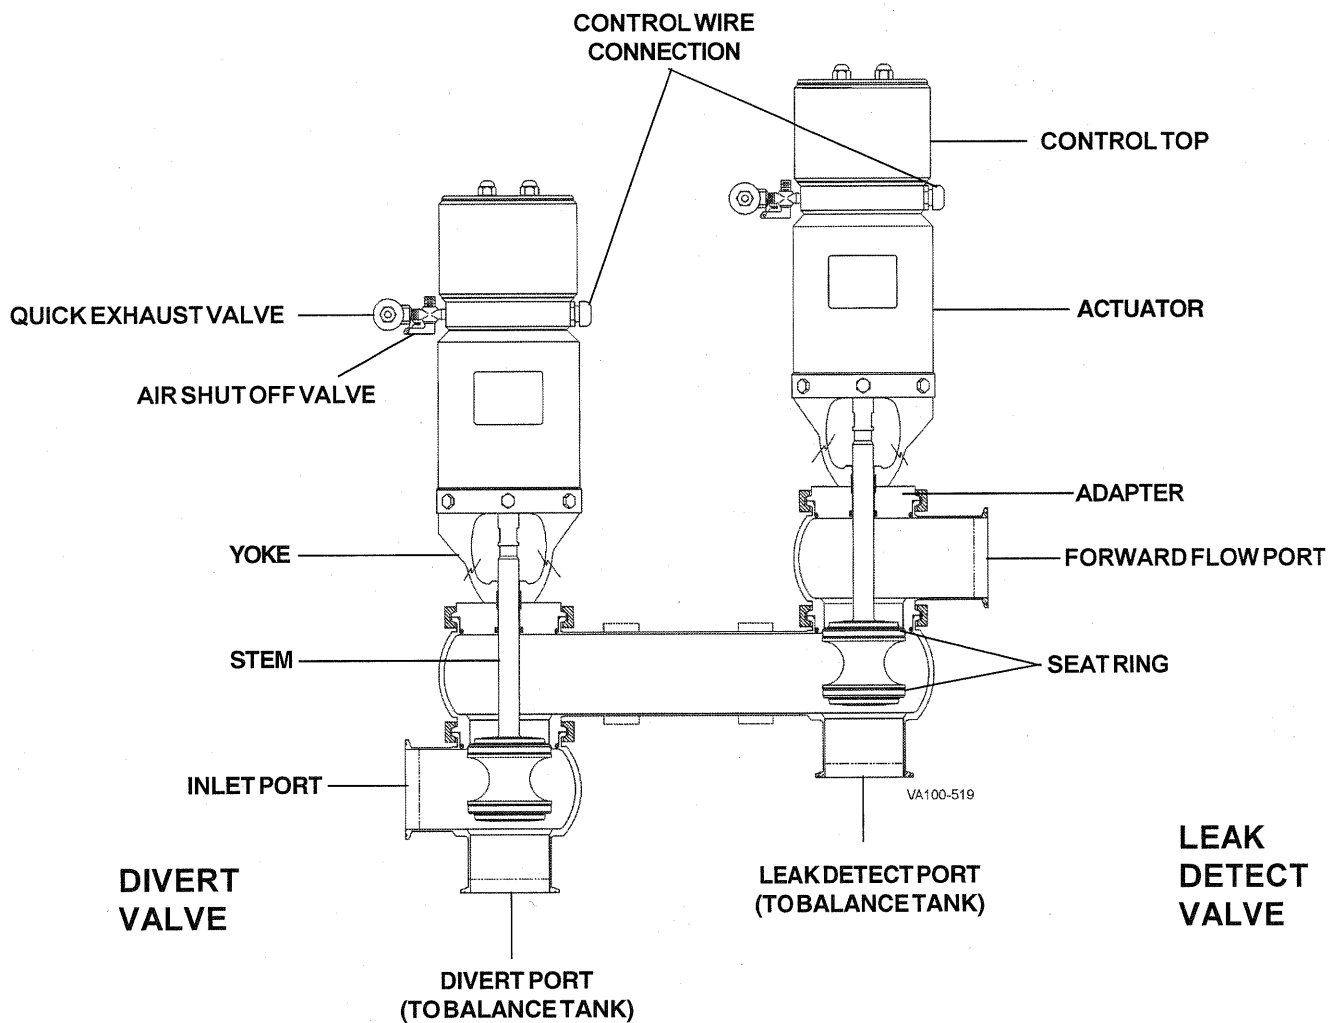 CONTROL WIRE
CONNECTION
CONTROL TOP
QUICK EXHAUST VALVE
ACTUATOR
AIR SHUT OFF VALVE
ADAPTER
YOKE
FORWARD FLOW PORT
STEM
SEAT RING
INLET PORT
VA100-519
DIVERT
VALVE
LEAK DETECT PORT
(TO BALANCE TANK)
LEAK
DETECT
VALVE
DIVERT PORT
(TO BALANCE TANK)